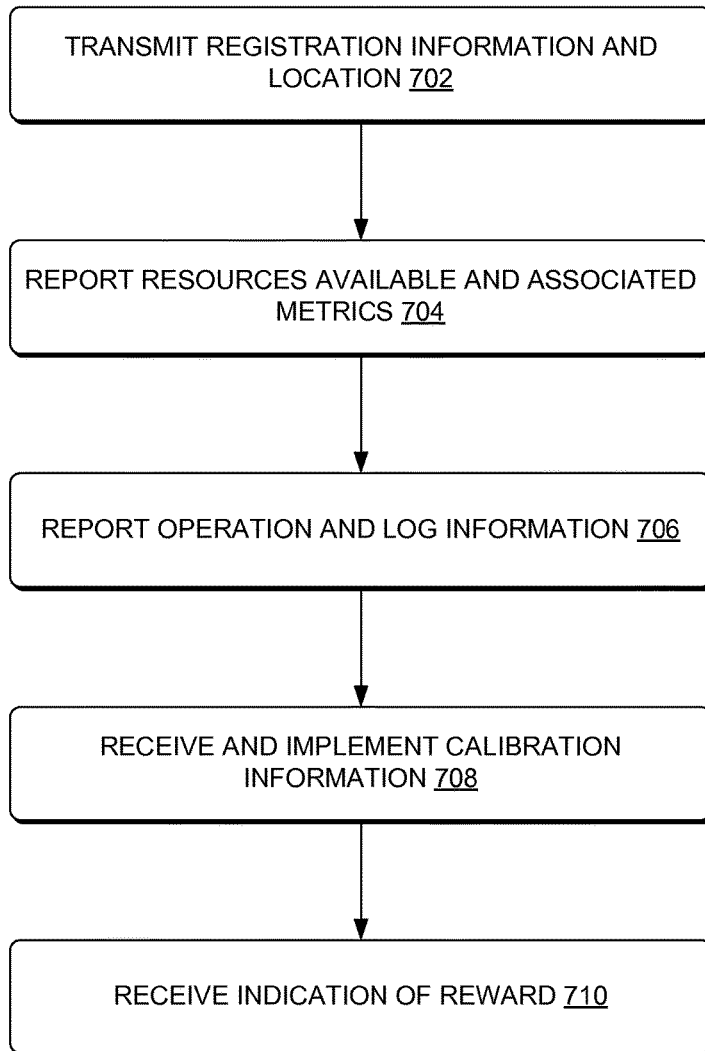 TRANSMIT REGISTRATION INFORMATION AND
LOCATION 702
REPORT RESOURCES AVAILABLE AND ASSOCIATED
METRICS 704
REPORT OPERATION AND LOG INFORMATION 706
RECEIVE AND IMPLEMENT CALIBRATION
INFORMATION 708
RECEIVE INDICATION OF REWARD 710